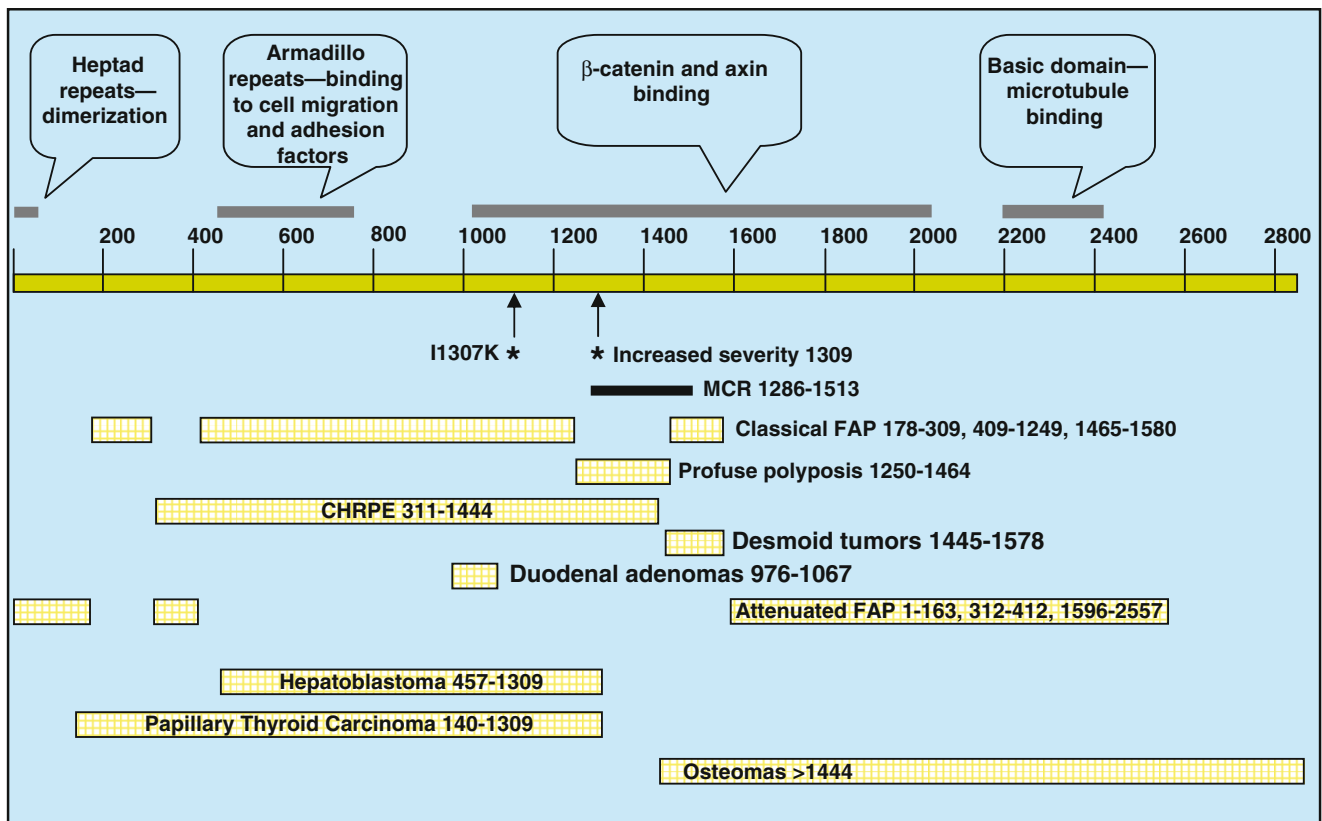 Heptad
repeats—
dimerization
Armadillo
repeats—binding
to cell migration
and adhesion
factors
β-catenin and axin
binding
Basic domain—
microtubule
binding
200 400 600 800 1000 1200 1400 1600 1800 2000 2200 2400 2600 2800
I1307K *
* Increased severity 1309
MCR 1286-1513
Classical FAP 178-309, 409-1249, 1465-1580
Profuse polyposis 1250-1464
CHRPE 311-1444
Desmoid tumors 1445-1578
Duodenal adenomas 976-1067
Attenuated FAP 1-163, 312-412, 1596-2557
Hepatoblastoma 457-1309
Papillary Thyroid Carcinoma 140-1309
Osteomas >1444